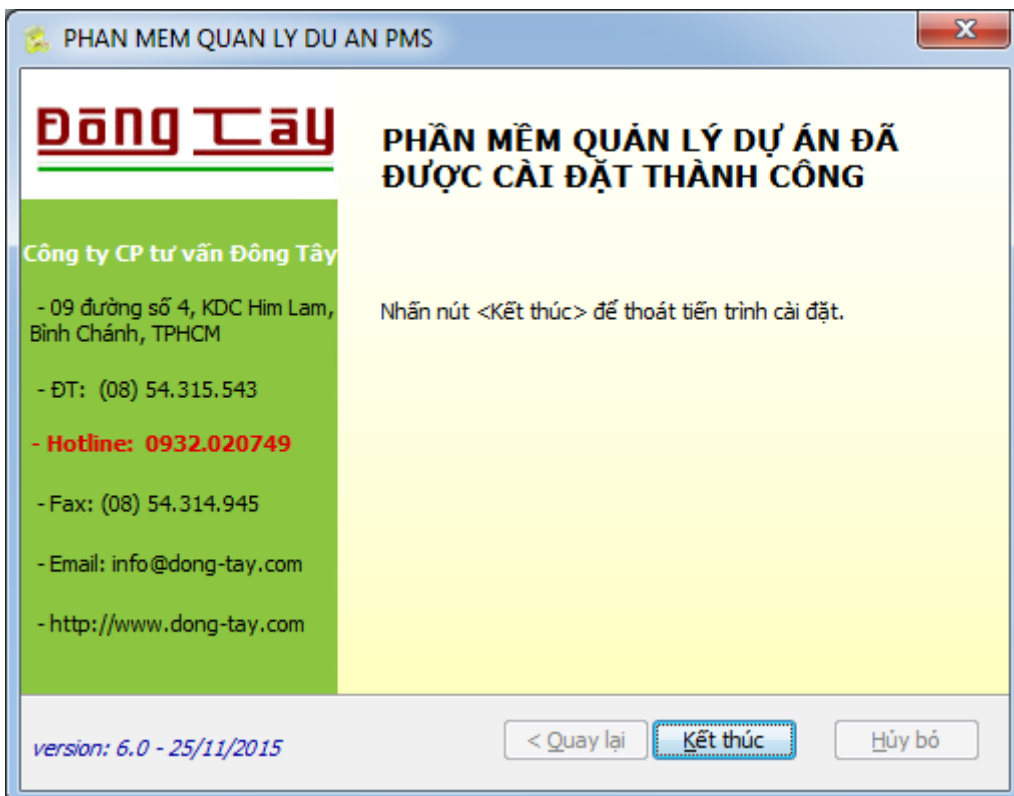 PHAN MEM QUAN LY DU AN PMS
Đông Tây
PHẦN MỀM QUẢN LÝ DỰ ÁN ĐÃ
ĐƯỢC CÀI ĐẶT THÀNH CÔNG
Công ty CP tư vấn Đông Tây
- 09 đường số 4, KDC Him Lam,
Bình Chánh, TPHCM
- ĐT: (08) 54.315.543
- Hotline: 0932.020749
- Fax: (08) 54.314.945
- Email: info@dong-tay.com
- http://www.dong-tay.com
Nhấn nút <Kết thúc> để thoát tiến trình cài đặt.
version: 6.0 - 25/11/2015
< Quay lại
Kết thúc
Hủy bỏ